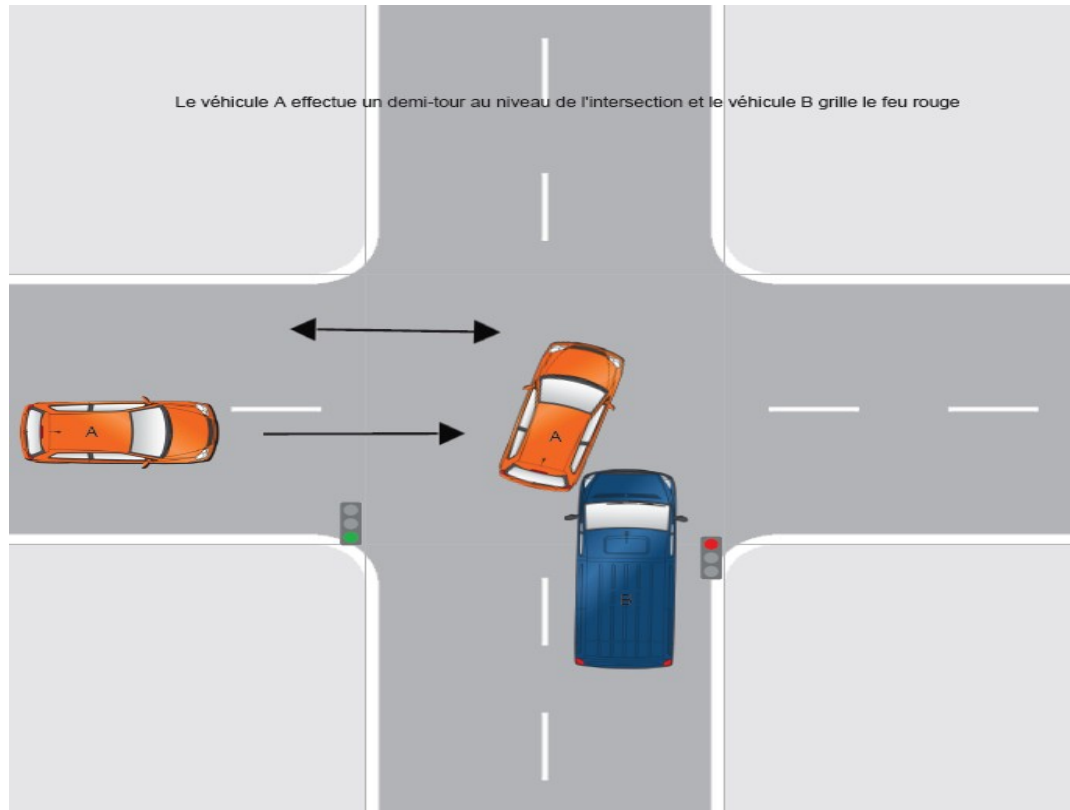 Le véhicule A effectue un demi-tour au niveau de l'intersection et le véhicule B grille le feu rouge
A
A
B